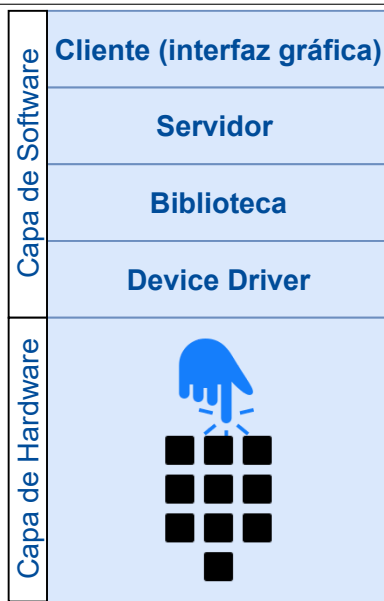 Capa de Software
Cliente (interfaz gráfica)
Servidor
Biblioteca
Device Driver
Capa de Hardware